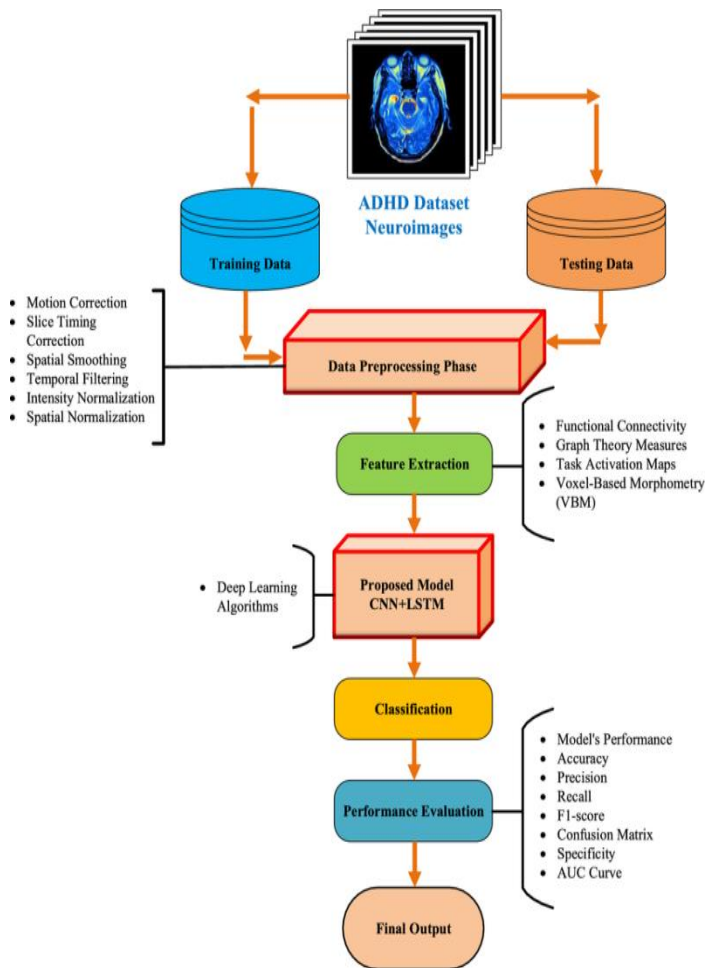 ADHD Dataset
Neuroimages
Training Data
Testing Data
• Motion Correction
• Slice Timing
Correction
• Spatial Smoothing
• Temporal Filtering
• Intensity Normalization
• Spatial Normalization
Data Preprocessing Phase
Feature Extraction
• Functional Connectivity
• Graph Theory Measures
• Task Activation Maps
• Voxel-Based Morphometry
(VBM)
• Deep Learning
Algorithms
Proposed Model
CNN+LSTM
Classification
Performance Evaluation
• Model's Performance
• Accuracy
• Precision
• Recall
• F1-score
• Confusion Matrix
• Specificity
• AUC Curve
Final Output